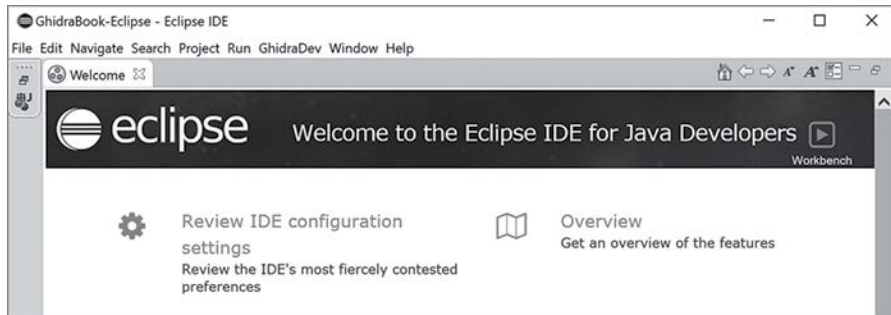 GhidraBook-Eclipse - Eclipse IDE
File Edit Navigate Search Project Run GhidraDev Window Help
Welcome
eclipse
Welcome to the Eclipse IDE for Java Developers
Workbench
Review IDE configuration
settings
Review the IDE's most fiercely contested
preferences
Overview
Get an overview of the features